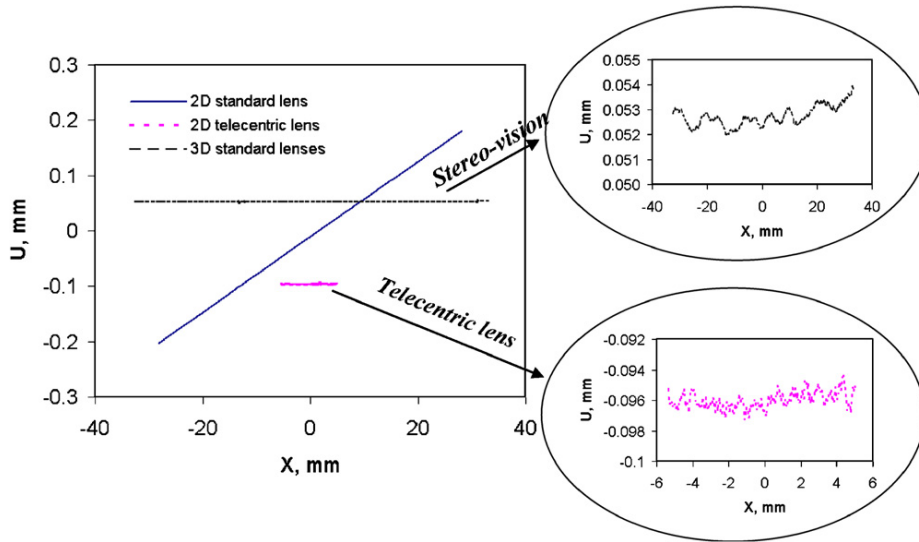 0.3
0.2
0.1
0
-0.1
-0.2
-0.3
U, mm
-40 -20 0 20 40
X, mm
2D standard lens
2D telecentric lens
3D standard lenses
Stereo-vision
Telecentric lens
0.055
0.054
0.053
0.052
0.051
0.050
U, mm
-40 -20 0 20 40
X, mm
-0.092
-0.094
-0.096
-0.098
-0.1
U, mm
-6 -4 -2 0 2 4 6
X, mm